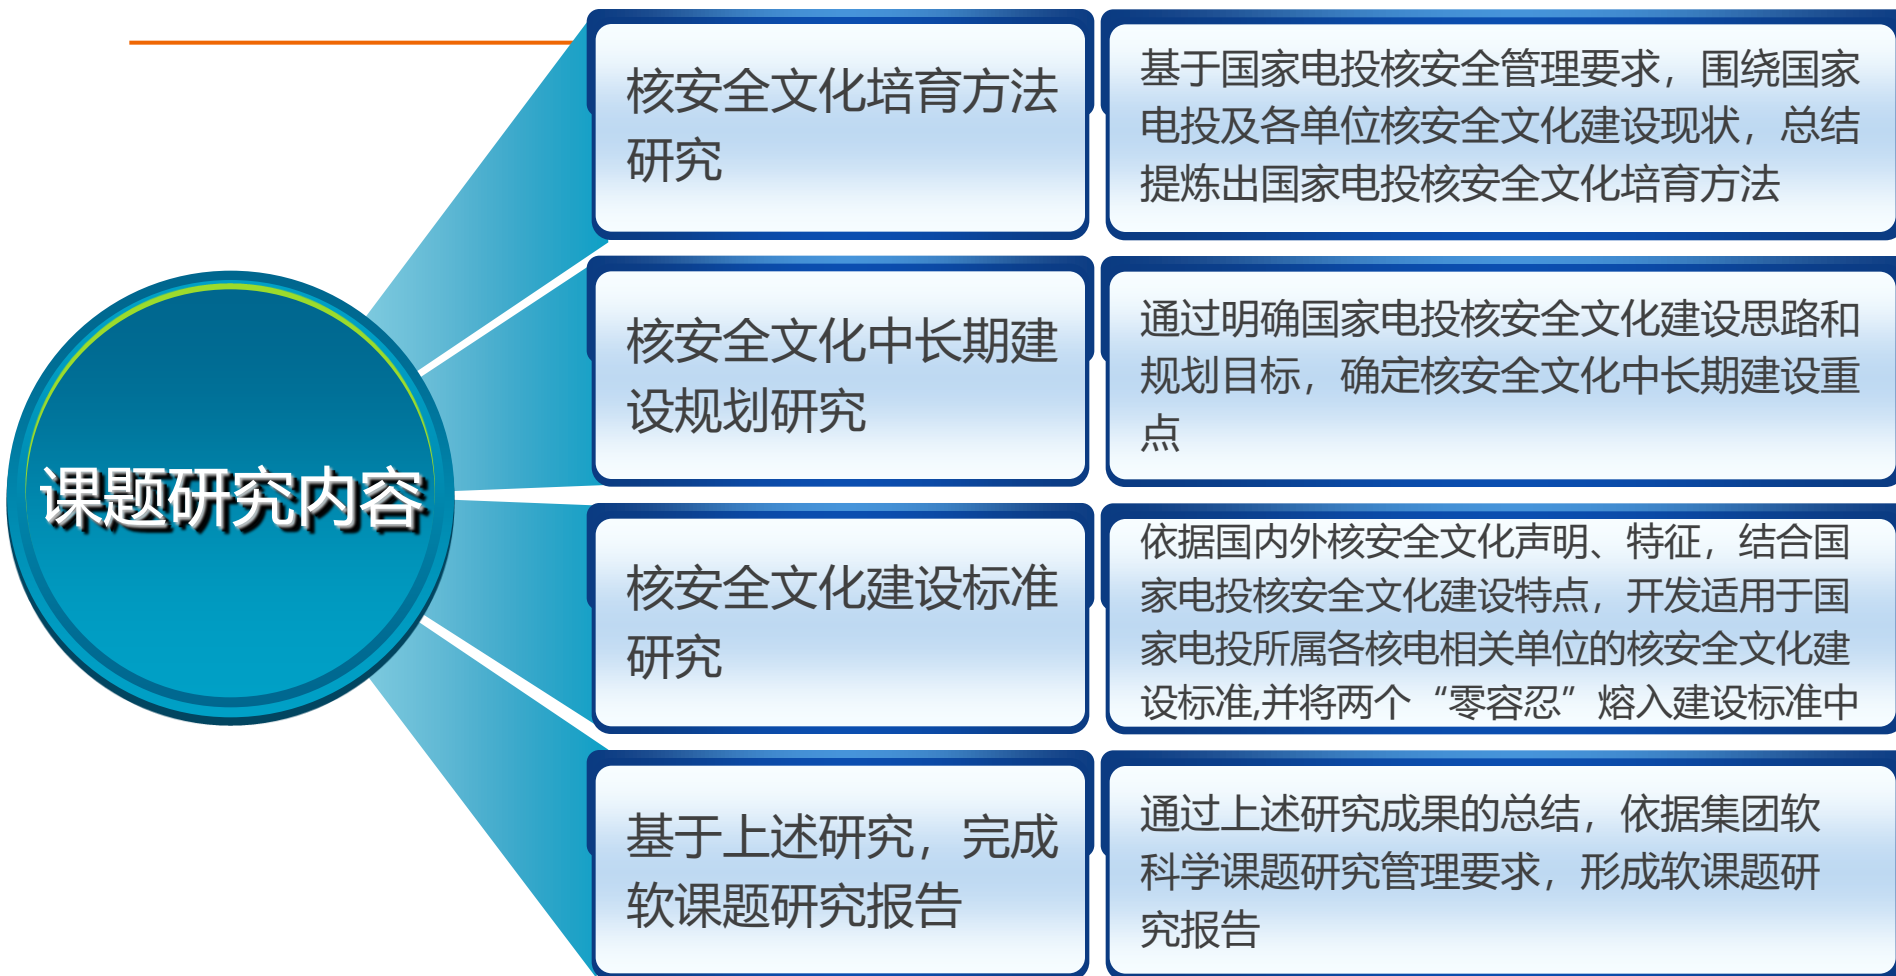 课题研究内容
核安全文化培育方法
研究
基于国家电投核安全管理要求，围绕国家
电投及各单位核安全文化建设现状，总结
提炼出国家电投核安全文化培育方法
核安全文化中长期建
设规划研究
通过明确国家电投核安全文化建设思路和
规划目标，确定核安全文化中长期建设重
点
核安全文化建设标准
研究
依据国内外核安全文化声明、特征，结合国
家电投核安全文化建设特点，开发适用于国
家电投所属各核电相关单位的核安全文化建
设标准,并将两个“零容忍”熔入建设标准中
基于上述研究，完成
软课题研究报告
通过上述研究成果的总结，依据集团软
科学课题研究管理要求，形成软课题研
究报告